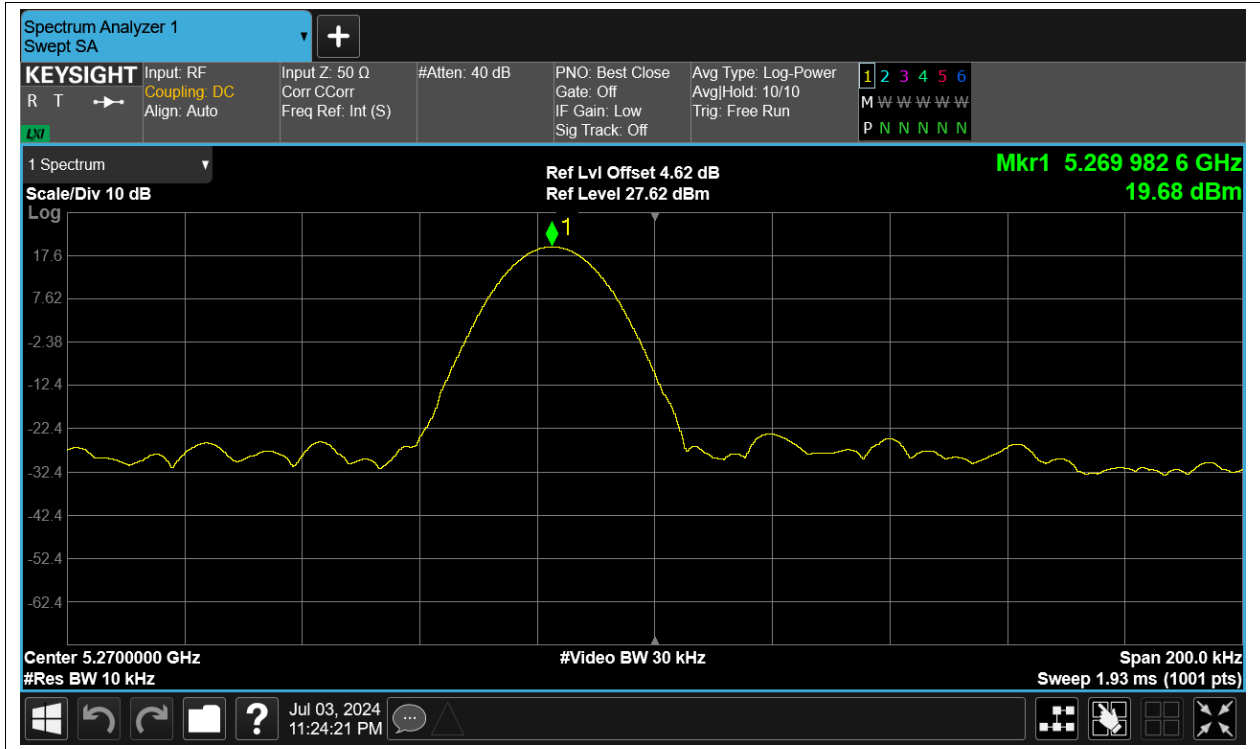 Spectrum Analyzer 1
Swept SA
KEYSIGHT
R T
LXI
Input: RF
Coupling: DC
Align: Auto
Input Z: 50 Ω
Corr CCorr
Freq Ref: Int (S)
#Atten: 40 dB
PNO: Best Close
Gate: Off
IF Gain: Low
Sig Track: Off
Avg Type: Log-Power
Avg|Hold: 10/10
Trig: Free Run
1 2 3 4 5 6
M W W W W W
P N N N N N
1 Spectrum
Scale/Div 10 dB
Log
Ref Lvl Offset 4.62 dB
Ref Level 27.62 dBm
Mkr1 5.269 982 6 GHz
19.68 dBm
1
17.6
7.62
-2.38
-12.4
-22.4
-32.4
-42.4
-52.4
-62.4
Center 5.2700000 GHz
#Res BW 10 kHz
#Video BW 30 kHz
Span 200.0 kHz
Sweep 1.93 ms (1001 pts)
?
Jul 03, 2024
11:24:21 PM